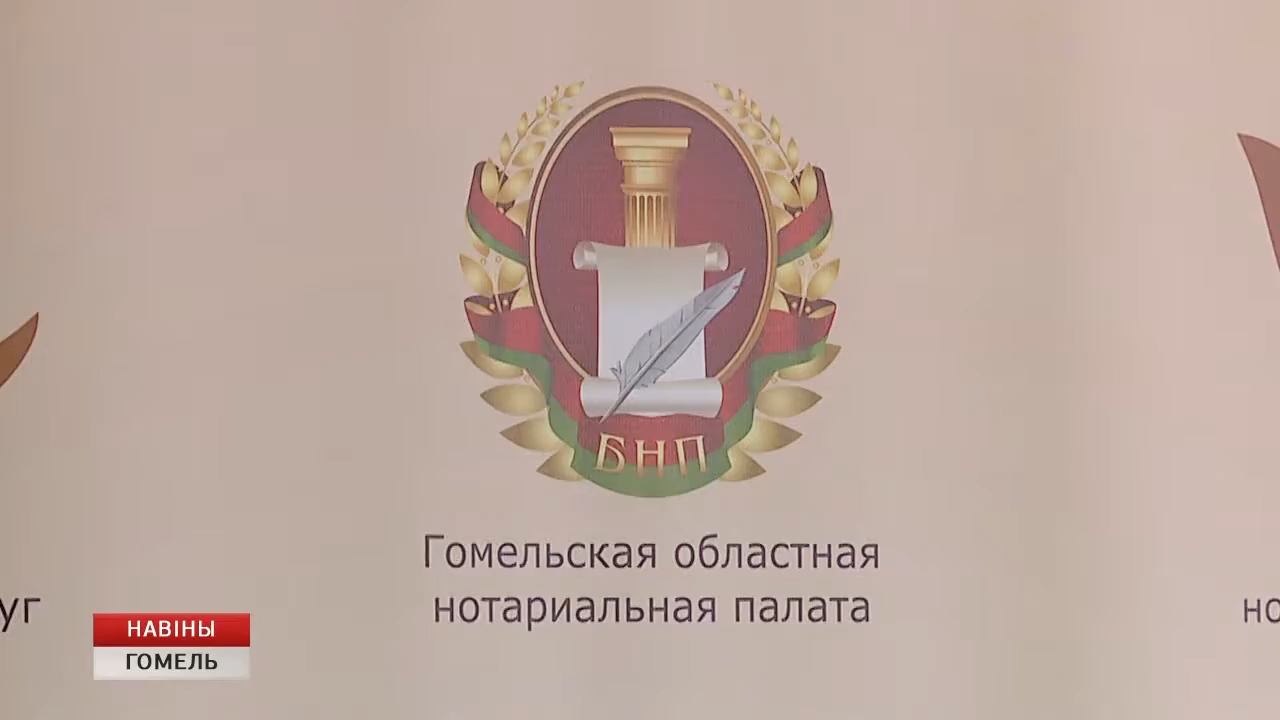 БНП
Гомельская областная
нотариальная палата
уг
но
НАВІНЫ
ГОМЕЛЬ